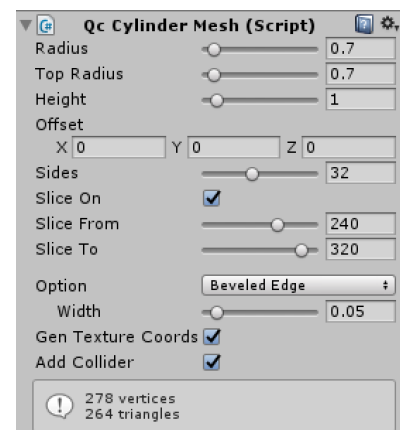 Qc Cylinder Mesh (Script)
Radius 0.7
Top Radius 0.7
Height 1
Offset
X 0 Y 0 Z 0
Sides 32
Slice On
Slice From 240
Slice To 320
Option Beveled Edge
Width 0.05
Gen Texture Coords
Add Collider
278 vertices
264 triangles